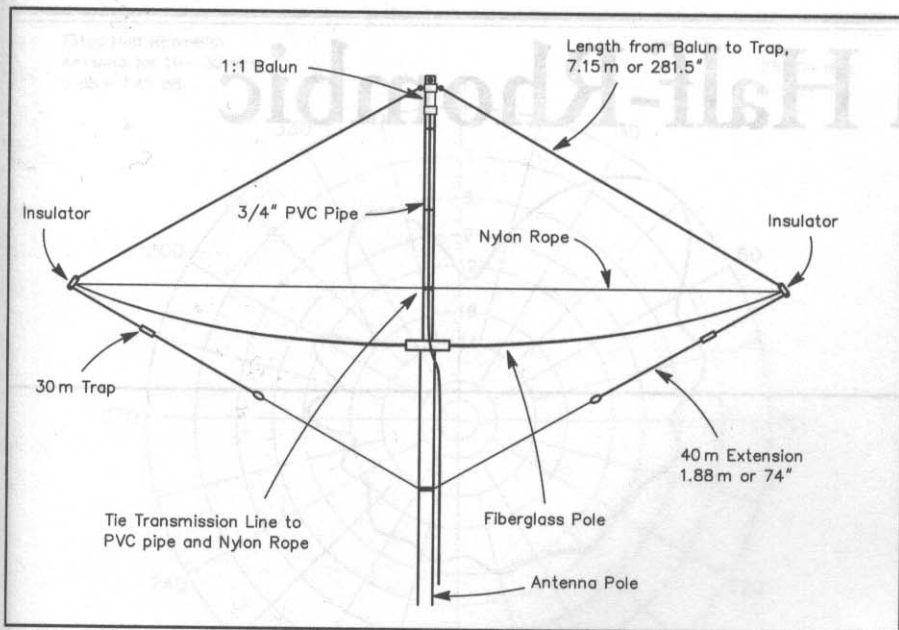 Length from Balun to Trap,
7.15 m or 281.5"
1:1 Balun
3/4" PVC Pipe
Insulator
Nylon Rope
Insulator
30 m Trap
40 m Extension
1.88 m or 74"
Tie Transmission Line to
PVC pipe and Nylon Rope
Fiberglass Pole
Antenna Pole
Half-Rhombic